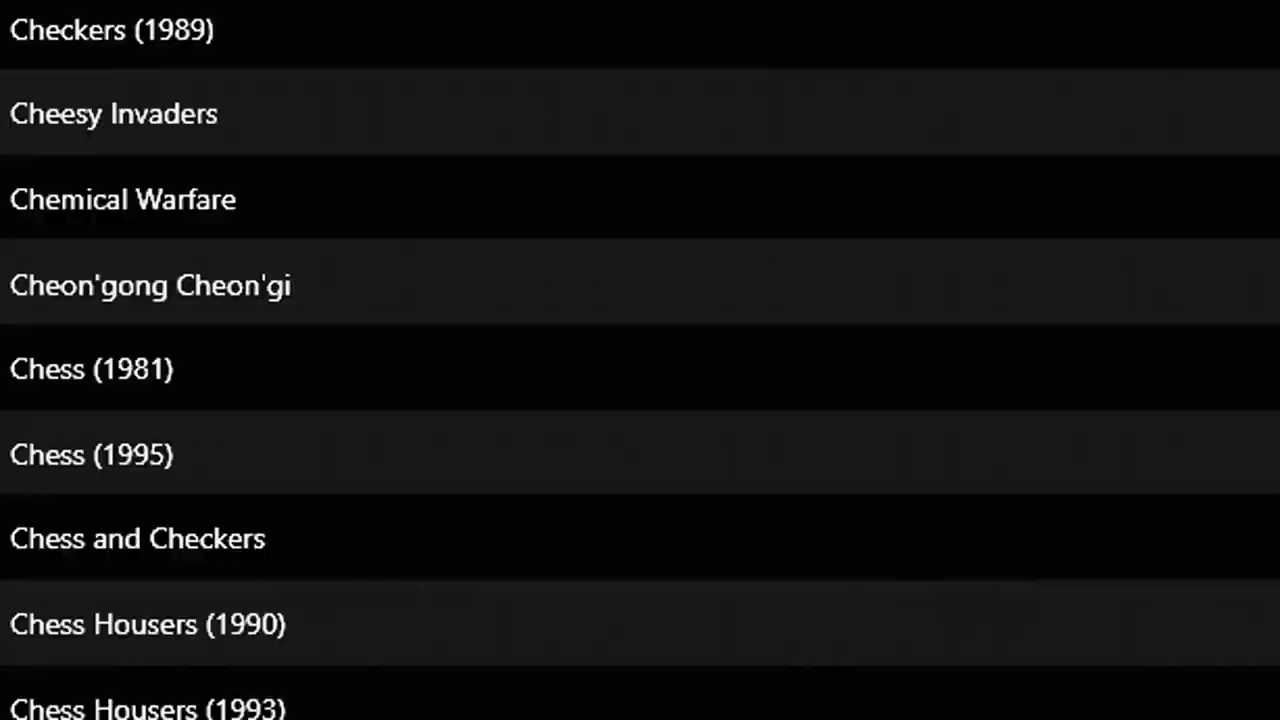 Checkers (1989)
Cheesy Invaders
Chemical Warfare
Cheon'gong Cheon'gi
Chess (1981)
Chess (1995)
Chess and Checkers
Chess Housers (1990)
Chess Housers (1993)